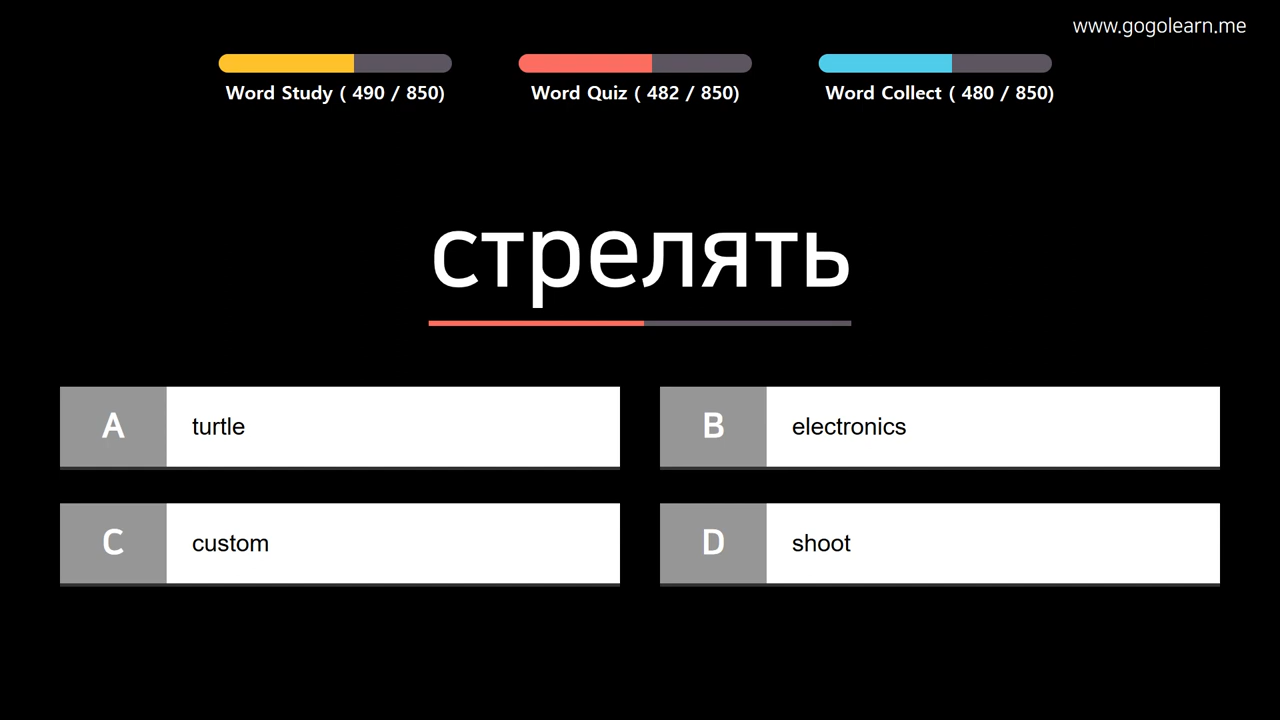 www.gogolearn.me
Word Study ( 490 / 850)
Word Quiz ( 482 / 850)
Word Collect ( 480 / 850)
стрелять
A turtle
B electronics
C custom
D shoot